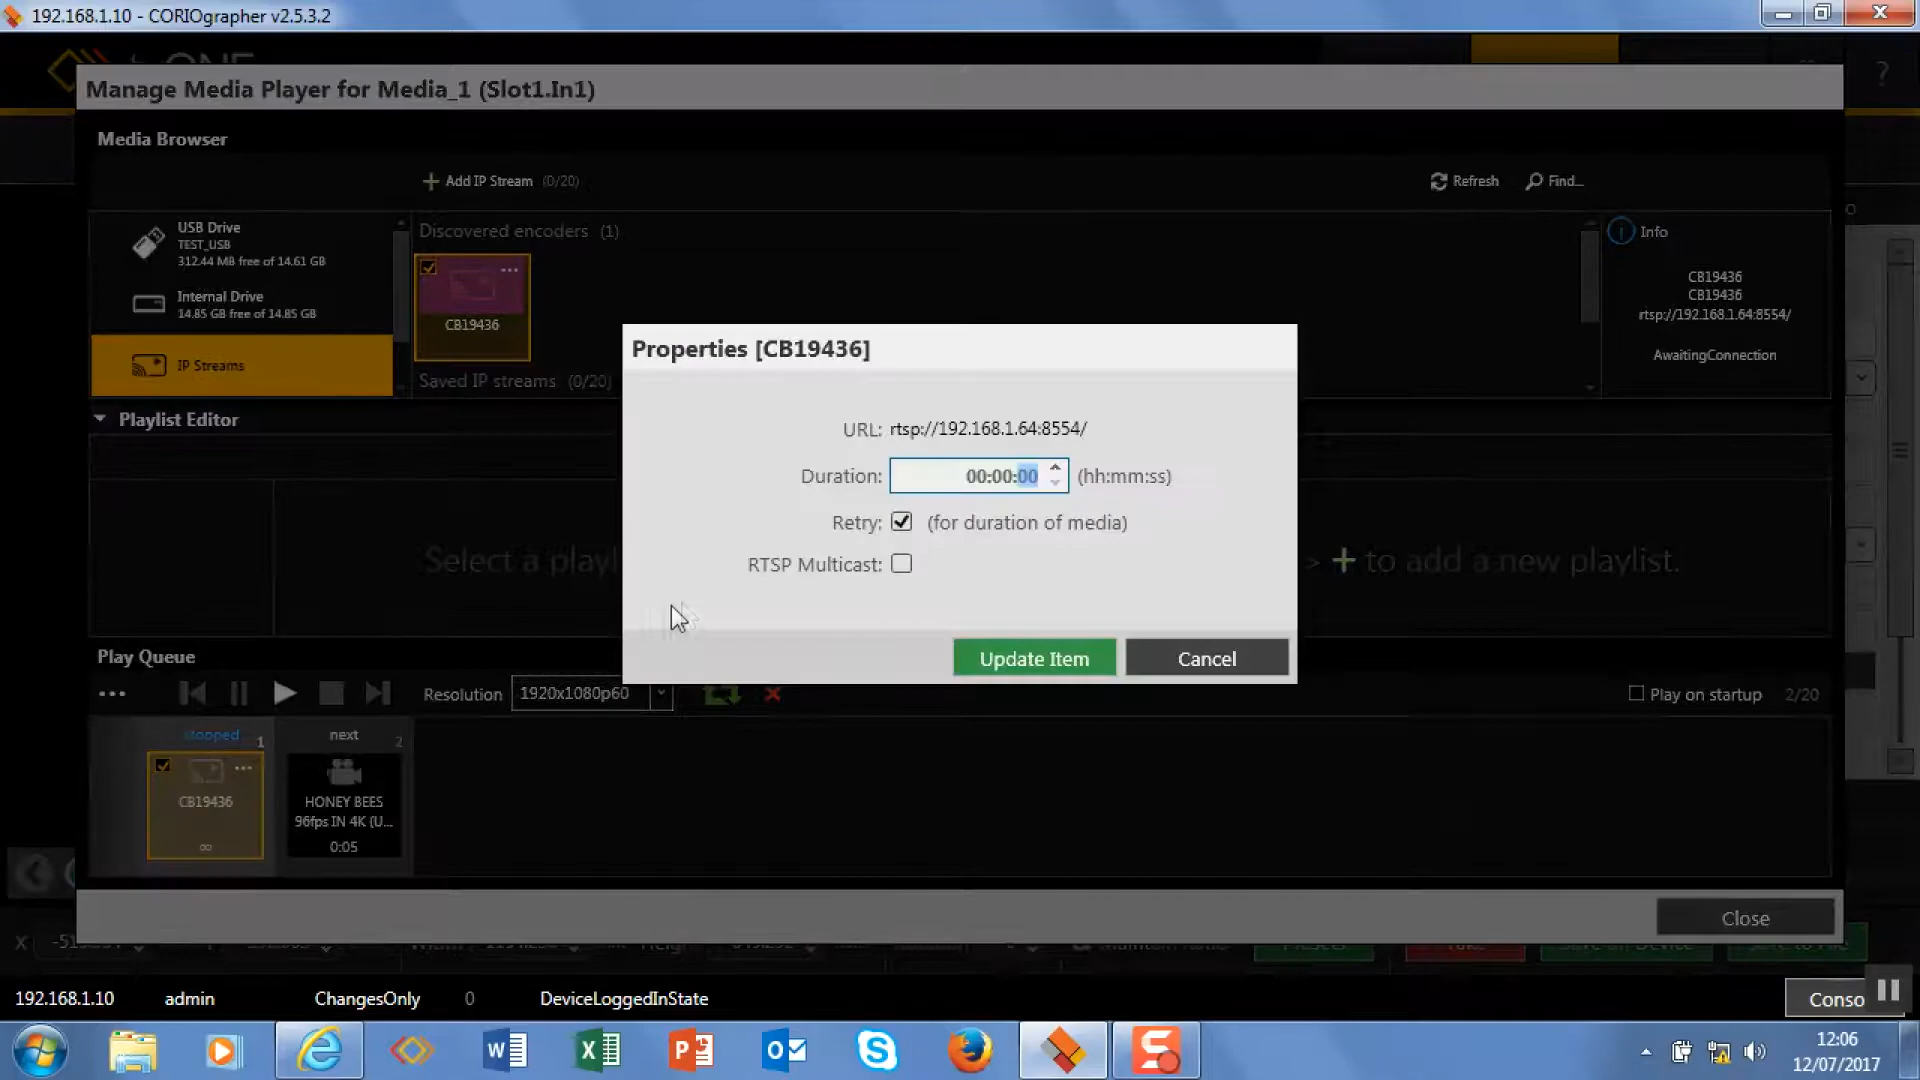 192.168.1.10 - CORIOgrapher v2.5.3.2
ONE
?
Manage Media Player for Media_1 (Slot1.In1)
Media Browser
+ Add IP Stream (0/20)
Refresh
Find...
USB Drive
TEST_USB
312.44 MB free of 14.61 GB
Internal Drive
14.85 GB free of 14.85 GB
IP Streams
Discovered encoders (1)
CB19436
Saved IP streams (0/20)
Info
CB19436
CB19436
rtsp://192.168.1.64:8554/
AwaitingConnection
Properties [CB19436]
URL: rtsp://192.168.1.64:8554/
Duration: 00:00:00 (hh:mm:ss)
Retry: (for duration of media)
RTSP Multicast:
Update Item
Cancel
Playlist Editor
Select a playl
> + to add a new playlist.
Play Queue
Resolution 1920x1080p60
Play on startup 2/20
stopped 1
CB19436
∞
next 2
HONEY BEES
96fps IN 4K (U...
0:05
Close
X
192.168.1.10 admin ChangesOnly 0 DeviceLoggedInState
Conso
12:06
12/07/2017